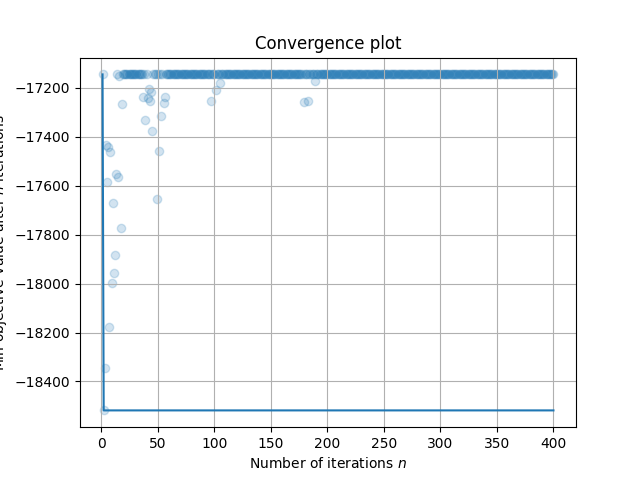 Convergence plot
Min objective value after n iterations
−17200
−17400
−17600
−17800
−18000
−18200
−18400
0 50 100 150 200 250 300 350 400
Number of iterations n